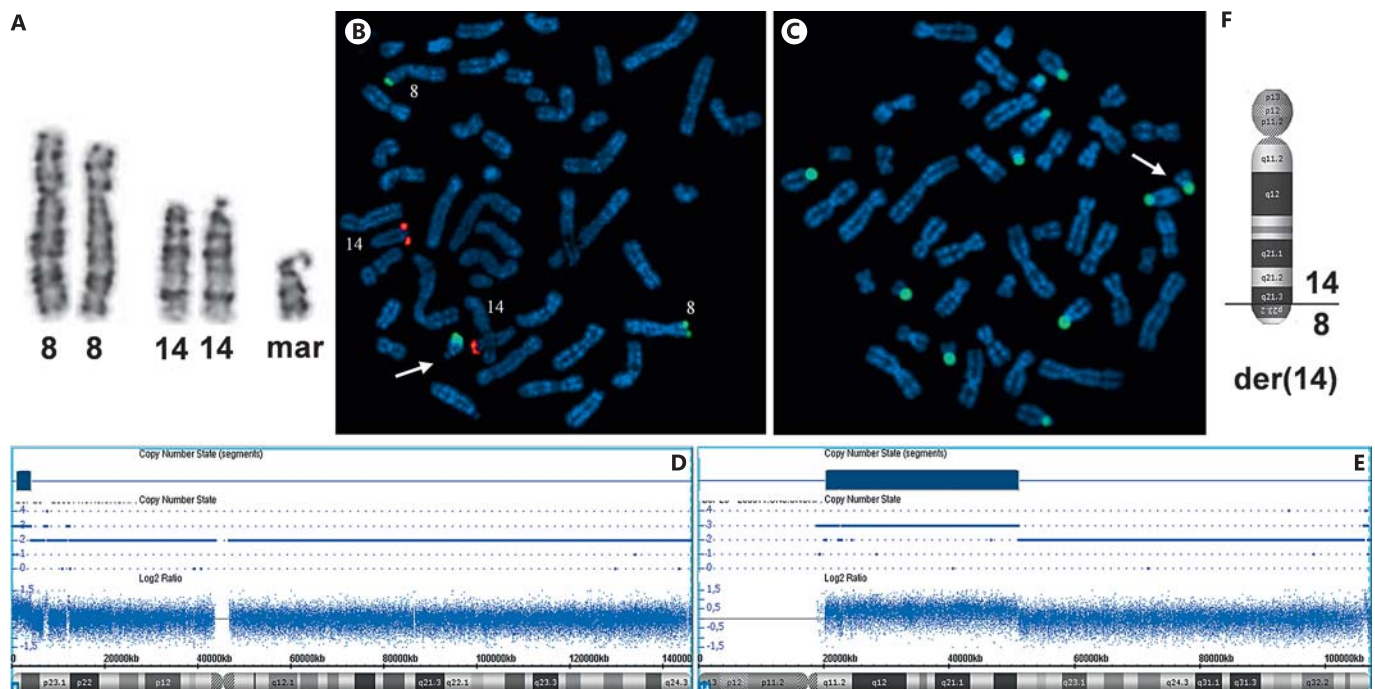 A
8 8 14 14 mar
B
8
14
14
8
C
F
p13
p12
p11.2
q11.2
q12
q21.1
q21.2
q21.3
p23.2
14
8
der(14)
Copy Number State (segments)
D
Copy Number State
4
3
2
1
0
Log2 Ratio
1,5
0,5
-0,5
-1,5
0 20000kb 40000kb 60000kb 80000kb 100000kb 120000kb 140000
p23.1 p22 p12 q12.1 q21.3 q22.1 q23.3 q24.3
Copy Number State (segments)
E
Copy Number State
4
3
2
1
0
Log2 Ratio
1,5
0,5
-0,5
-1,5
0 20000kb 40000kb 60000kb 80000kb 100000kb
p13 p12 p11.2 q11.2 q12 q21.1 q23.1 q24.3 q31.1 q31.3 q32.2